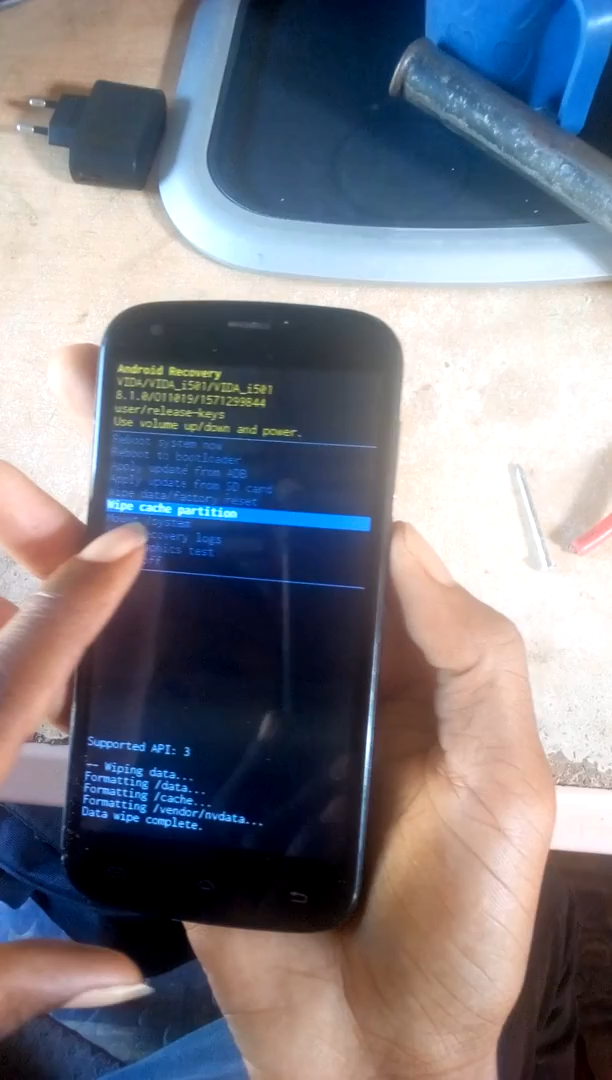 Android Recovery
VIDA/VIDA_i501/VIDA_i501
8.1.0/O11019/1571299844
user/release-keys
Use volume up/down and power.
Reboot system now
Reboot to bootloader
Apply update from ADB
Apply update from SD card
Wipe data/factory reset
Wipe cache partition
system
recovery logs
test
off
Supported API: 3
-- Wiping data...
Formatting /data...
Formatting /cache...
Formatting /vendor/nvdata...
Data wipe complete.